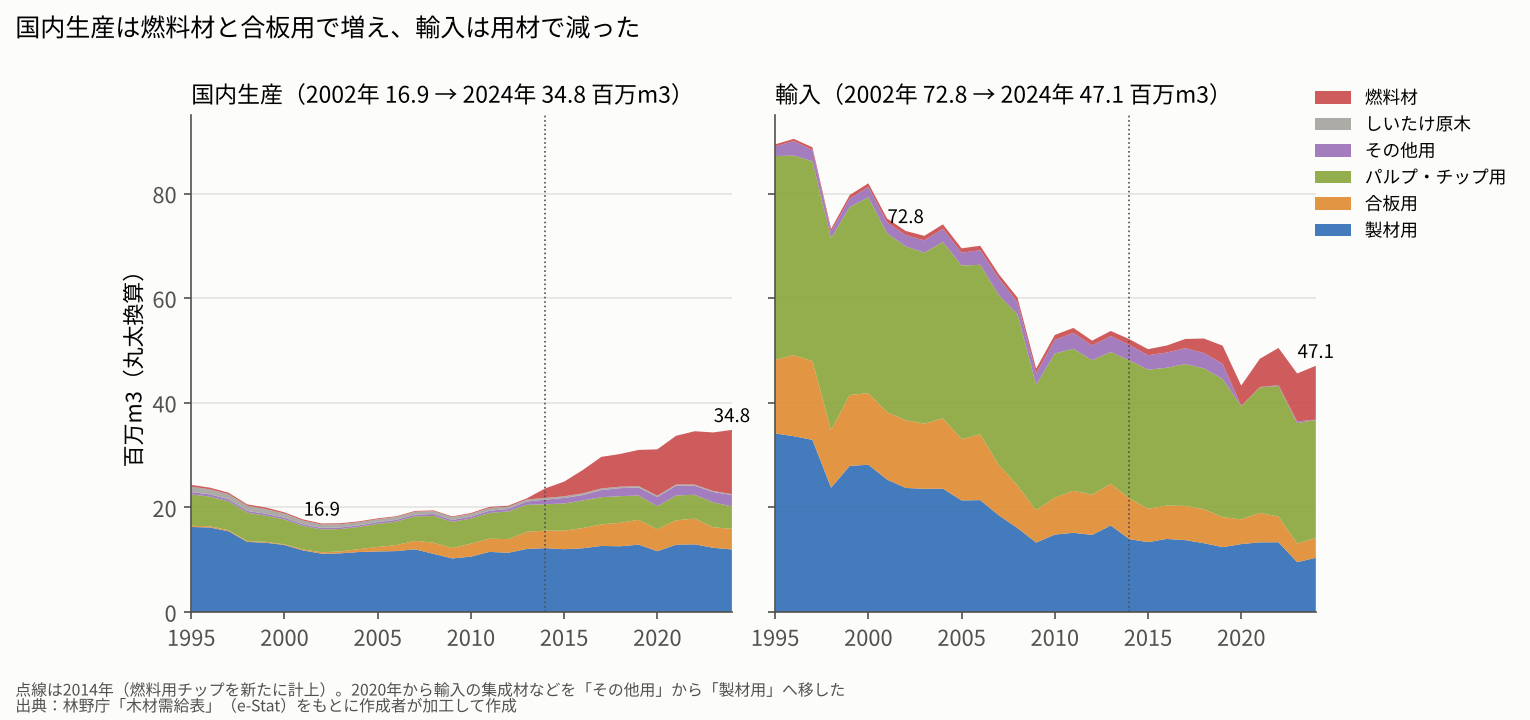 国内生産は燃料材と合板用で増え、輸入は用材で減った
国内生産（2002年 16.9 → 2024年 34.8 百万m3）
輸入（2002年 72.8 → 2024年 47.1 百万m3）
燃料材
しいたけ原木
その他用
パルプ・チップ用
合板用
製材用
百万m3（丸太換算）
80
60
40
20
0
16.9
34.8
72.8
47.1
1995 2000 2005 2010 2015 2020
1995 2000 2005 2010 2015 2020
点線は2014年（燃料用チップを新たに計上）。2020年から輸入の集成材などを「その他用」から「製材用」へ移した
出典：林野庁「木材需給表」（e-Stat）をもとに作成者が加工して作成